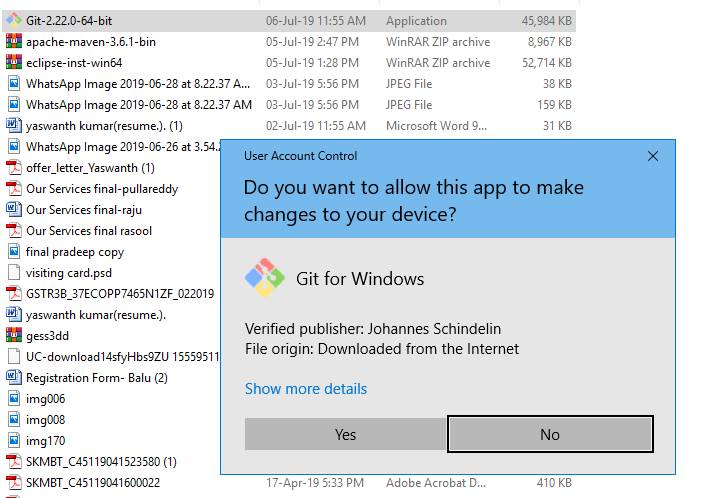 Git-2.22.0-64-bit 06-Jul-19 11:55 AM Application 45,984 KB
apache-maven-3.6.1-bin 05-Jul-19 2:47 PM WinRAR ZIP archive 8,967 KB
eclipse-inst-win64 05-Jul-19 1:28 PM WinRAR ZIP archive 52,714 KB
WhatsApp Image 2019-06-28 at 8.22.37 A... 03-Jul-19 5:56 PM JPEG File 38 KB
WhatsApp Image 2019-06-28 at 8.22.37 AM 03-Jul-19 5:56 PM JPEG File 159 KB
yaswanth kumar(resume.). (1) 02-Jul-19 11:55 AM Microsoft Word 9... 31 KB
WhatsApp Image 2019-06-26 at 3.54.2
offer_letter_Yaswanth (1)
Our Services final-pullareddy
Our Services final-raju
Our Services final rasool
final pradeep copy
visiting card.psd
GSTR3B_37ECOPP7465N1ZF_022019
yaswanth kumar(resume.).
gess3dd
UC-download14sfyHbs9ZU 15559511
Registration Form- Balu (2)
img006
img008
img170
SKMBT_C45119041523580 (1)
SKMBT_C45119041600022 17-Apr-19 5:33 PM Adobe Acrobat D... 410 KB
User Account Control
Do you want to allow this app to make
changes to your device?
Git for Windows
Verified publisher: Johannes Schindelin
File origin: Downloaded from the Internet
Show more details
Yes No